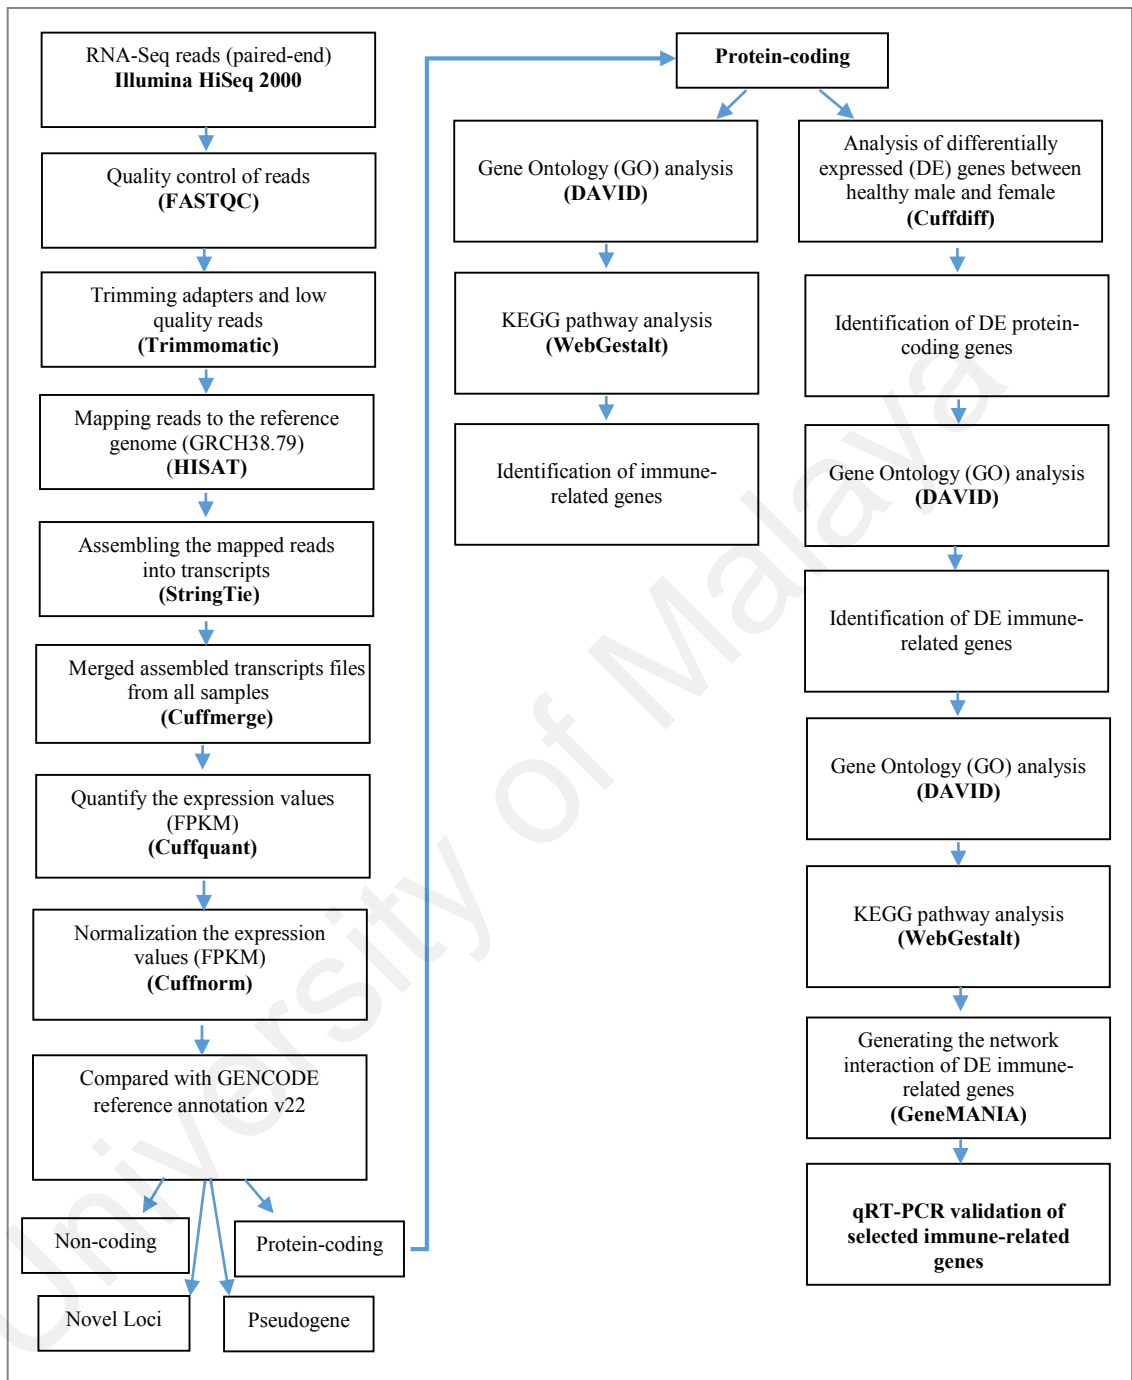 RNA-Seq reads (paired-end)
Illumina HiSeq 2000
Quality control of reads
(FASTQC)
Trimming adapters and low
quality reads
(Trimmomatic)
Mapping reads to the reference
genome (GRCH38.79)
(HISAT)
Assembling the mapped reads
into transcripts
(StringTie)
Merged assembled transcripts files
from all samples
(Cuffmerge)
Quantify the expression values
(FPKM)
(Cuffquant)
Normalization the expression
values (FPKM)
(Cuffnorm)
Compared with GENCODE
reference annotation v22
Non-coding
Protein-coding
Novel Loci
Pseudogene
Protein-coding
Gene Ontology (GO) analysis
(DAVID)
KEGG pathway analysis
(WebGestalt)
Identification of immune-
related genes
Analysis of differentially
expressed (DE) genes between
healthy male and female
(Cuffdiff)
Identification of DE protein-
coding genes
Gene Ontology (GO) analysis
(DAVID)
Identification of DE immune-
related genes
Gene Ontology (GO) analysis
(DAVID)
KEGG pathway analysis
(WebGestalt)
Generating the network
interaction of DE immune-
related genes
(GeneMANIA)
qRT-PCR validation of
selected immune-related
genes
University of Malaya